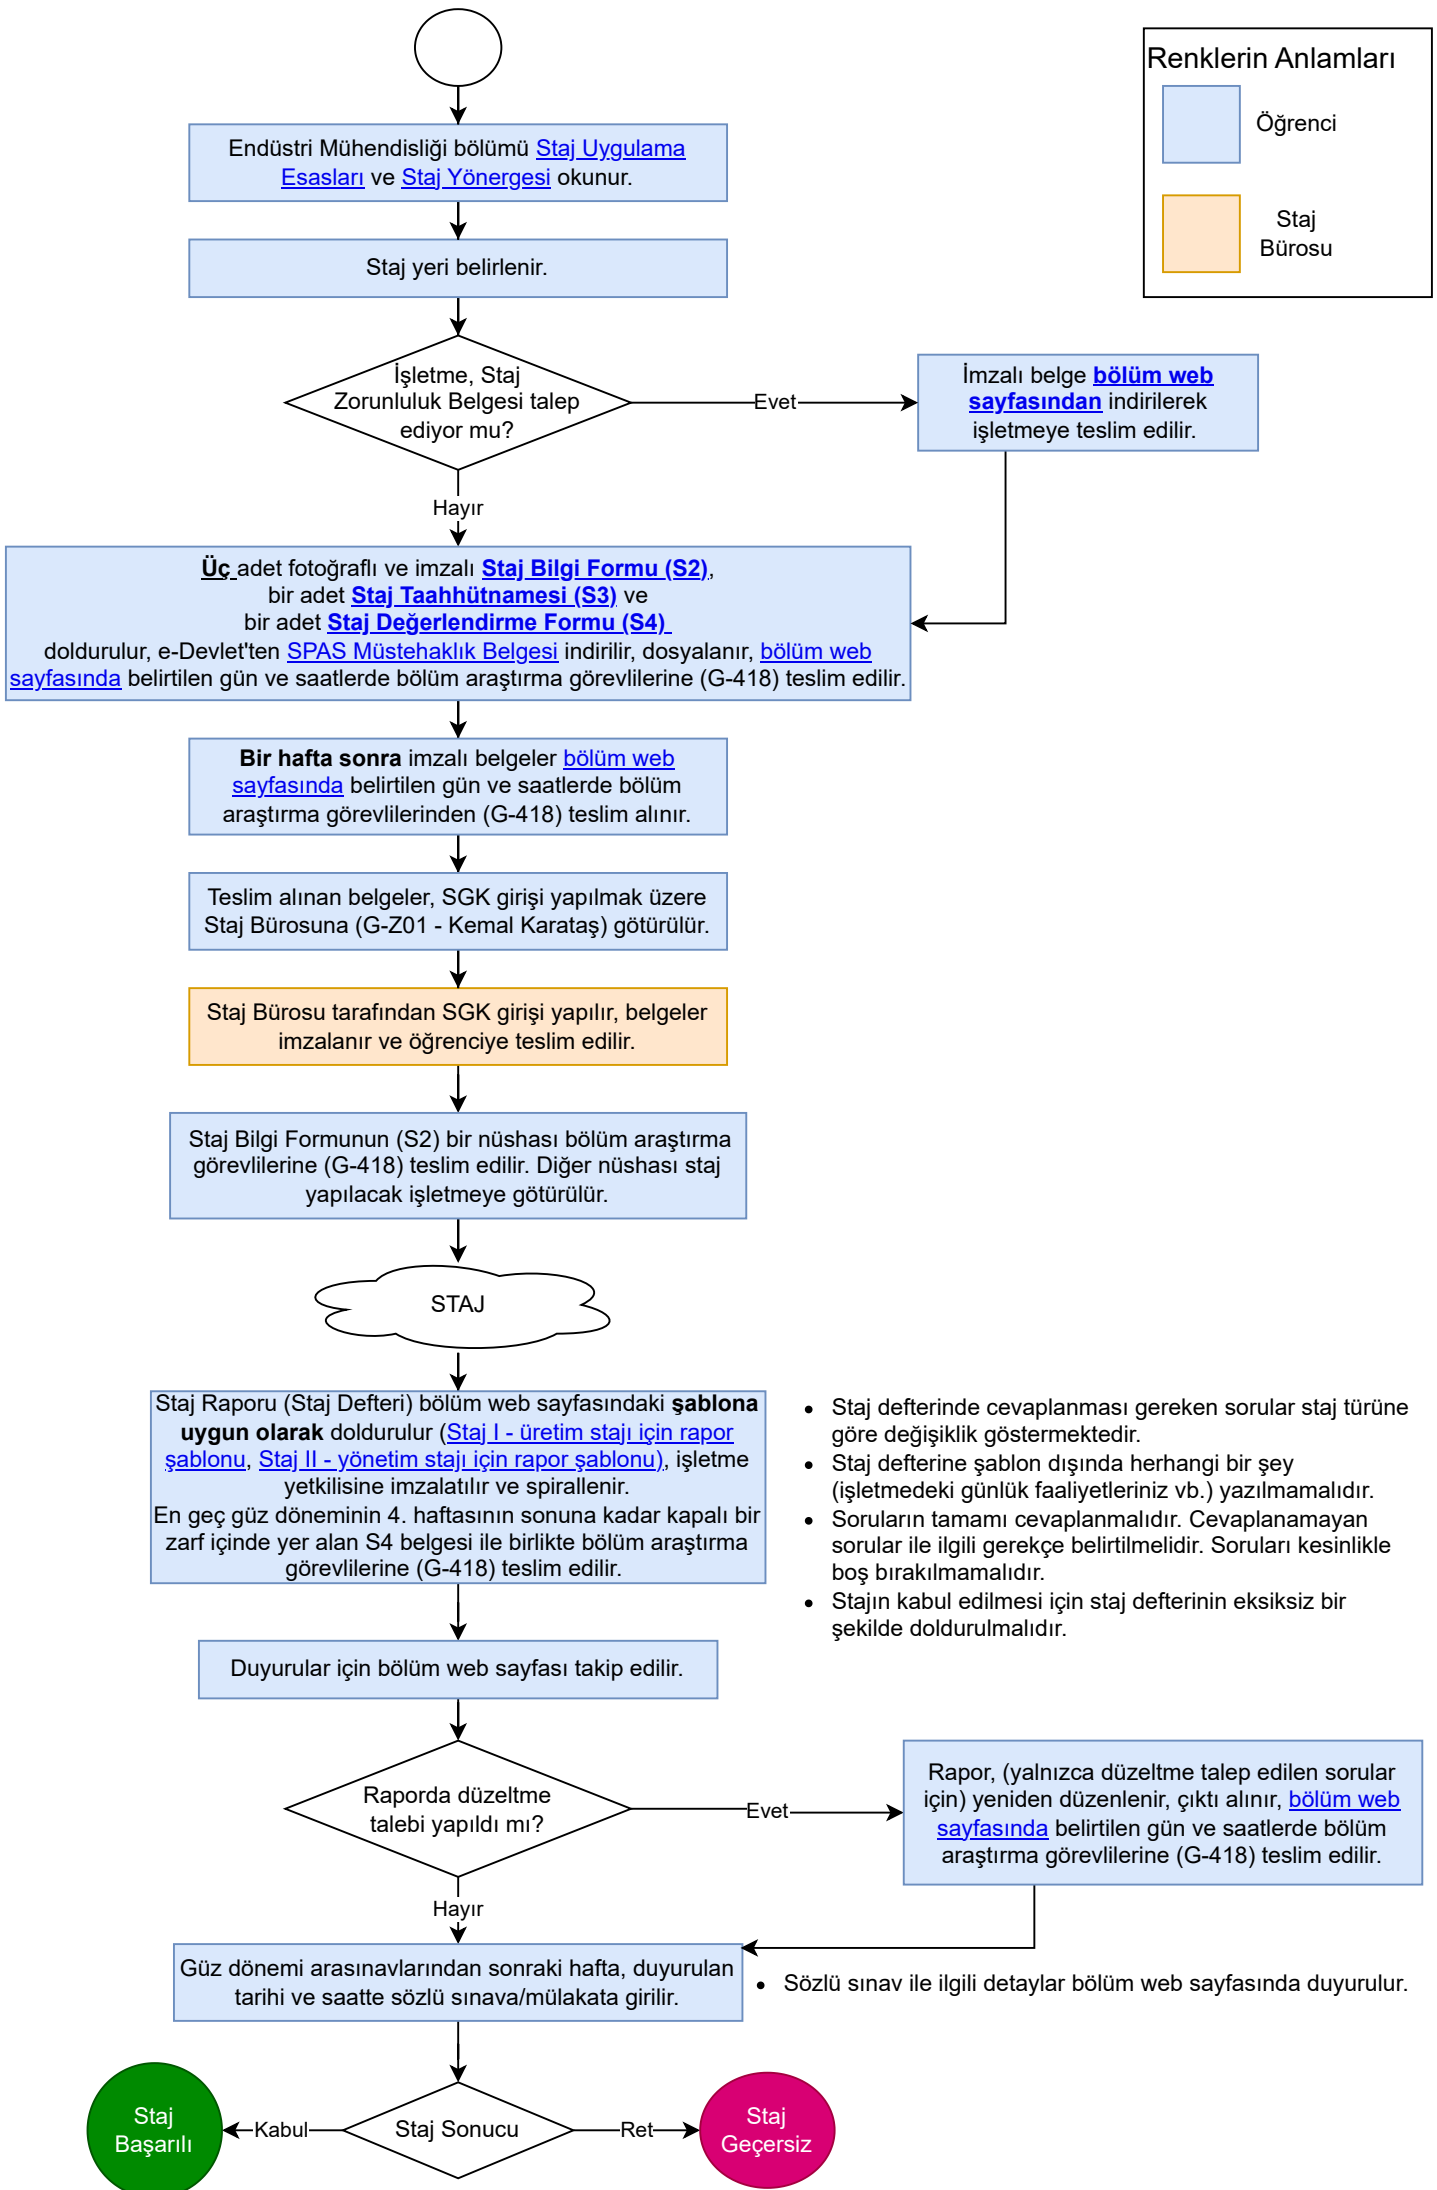 Renklerin Anlamları
Öğrenci
Staj
Bürosu
Endüstri Mühendisliği bölümü Staj Uygulama
Esasları ve Staj Yönergesi okunur.
Staj yeri belirlenir.
İşletme, Staj
Zorunluluk Belgesi talep
ediyor mu?
Evet
İmzalı belge bölüm web
sayfasından indirilerek
işletmeye teslim edilir.
Hayır
Üç adet fotoğraflı ve imzalı Staj Bilgi Formu (S2),
bir adet Staj Taahhütnamesi (S3) ve
bir adet Staj Değerlendirme Formu (S4)
doldurulur, e-Devlet'ten SPAS Müstehaklık Belgesi indirilir, dosyalanır, bölüm web
sayfasında belirtilen gün ve saatlerde bölüm araştırma görevlilerine (G-418) teslim edilir.
Bir hafta sonra imzalı belgeler bölüm web
sayfasında belirtilen gün ve saatlerde bölüm
araştırma görevlilerinden (G-418) teslim alınır.
Teslim alınan belgeler, SGK girişi yapılmak üzere
Staj Bürosuna (G-Z01 - Kemal Karataş) götürülür.
Staj Bürosu tarafından SGK girişi yapılır, belgeler
imzalanır ve öğrenciye teslim edilir.
Staj Bilgi Formunun (S2) bir nüshası bölüm araştırma
görevlilerine (G-418) teslim edilir. Diğer nüshası staj
yapılacak işletmeye götürülür.
STAJ
Staj Raporu (Staj Defteri) bölüm web sayfasındaki şablona
uygun olarak doldurulur (Staj I - üretim stajı için rapor
şablonu, Staj II - yönetim stajı için rapor şablonu), işletme
yetkilisine imzalatılır ve spirallenir.
En geç güz döneminin 4. haftasının sonuna kadar kapalı bir
zarf içinde yer alan S4 belgesi ile birlikte bölüm araştırma
görevlilerine (G-418) teslim edilir.
• Staj defterinde cevaplanması gereken sorular staj türüne
göre değişiklik göstermektedir.
• Staj defterine şablon dışında herhangi bir şey
(işletmedeki günlük faaliyetleriniz vb.) yazılmamalıdır.
• Soruların tamamı cevaplanmalıdır. Cevaplanamayan
sorular ile ilgili gerekçe belirtilmelidir. Soruları kesinlikle
boş bırakılmamalıdır.
• Stajın kabul edilmesi için staj defterinin eksiksiz bir
şekilde doldurulmalıdır.
Duyurular için bölüm web sayfası takip edilir.
Raporda düzeltme
talebi yapıldı mı?
Evet
Rapor, (yalnızca düzeltme talep edilen sorular
için) yeniden düzenlenir, çıktı alınır, bölüm web
sayfasında belirtilen gün ve saatlerde bölüm
araştırma görevlilerine (G-418) teslim edilir.
Hayır
Güz dönemi arasınavlarından sonraki hafta, duyurulan
tarihi ve saatte sözlü sınava/mülakata girilir.
• Sözlü sınav ile ilgili detaylar bölüm web sayfasında duyurulur.
Staj
Başarılı
Kabul
Staj Sonucu
Ret
Staj
Geçersiz